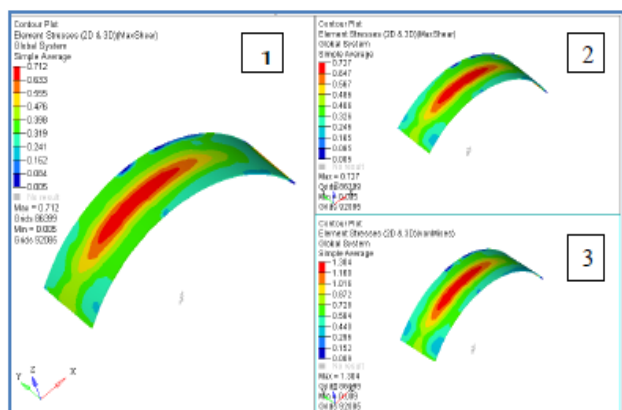 Contour Plot
Element Stresses (2D & 3D)(MaxShear)
Global System
Simple Average
0.712
0.633
0.555
0.476
0.398
0.319
0.241
0.162
0.084
0.005
No result
Max = 0.712
Grids 86399
Min = 0.005
Grids 92086
1
Y
Z
X
Contour Plot
Element Stresses (2D & 3D)(MaxShear)
Global System
Simple Average
0.727
0.647
0.567
0.486
0.406
0.326
0.246
0.165
0.085
0.005
No result
Max = 0.727
2
Contour Plot
Element Stresses (2D & 3D)(vonMises)
Global System
Simple Average
1.304
1.160
1.016
0.872
0.728
0.584
0.440
0.296
0.152
0.009
No result
Max = 1.304
3